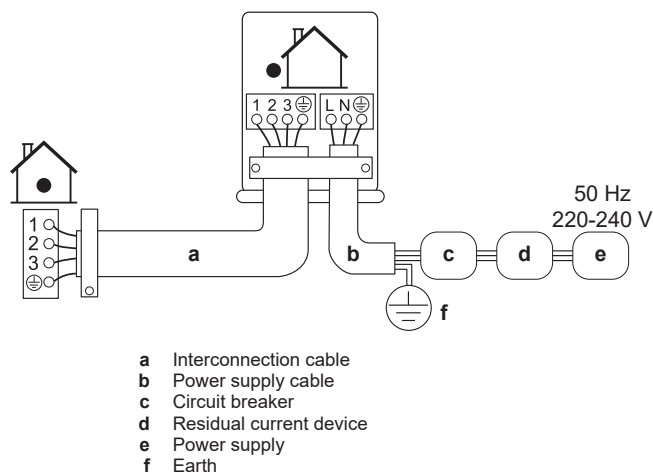 1 2 3 ⏚ L N ⏚
50 Hz
220-240 V
1
2
3
⏚
a b c d e
f
a Interconnection cable
b Power supply cable
c Circuit breaker
d Residual current device
e Power supply
f Earth